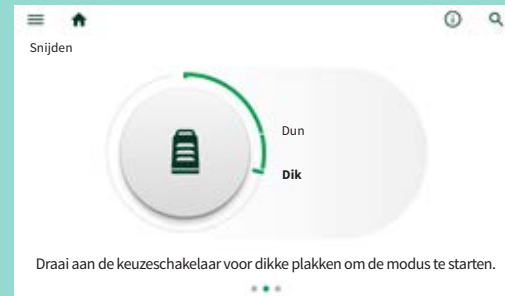 Snijden
Dun
Dik
Draai aan de keuzeschakelaar voor dikke plakken om de modus te starten.